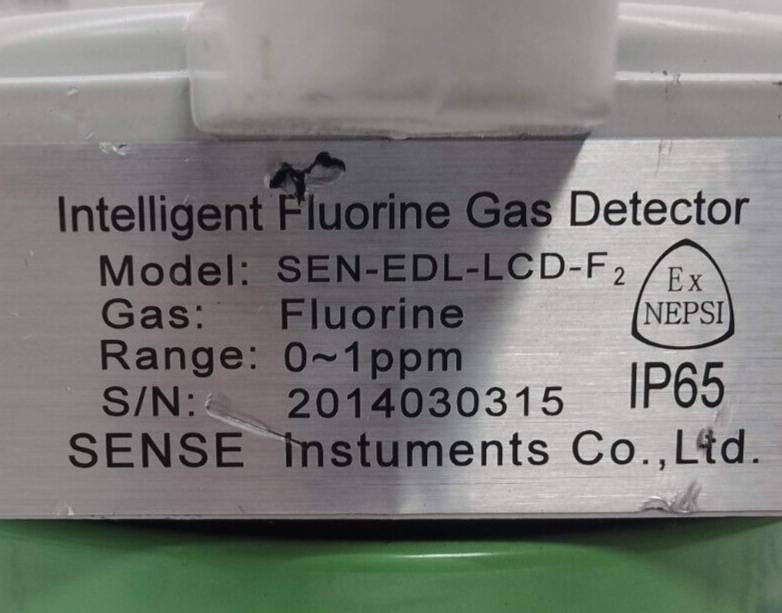 Intelligent Fluorine Gas Detector
Model: SEN-EDL-LCD-F₂
Gas: Fluorine
Range: 0~1ppm
S/N: 2014030315
SENSE Instuments Co.,Ltd.
Ex
NEPSI
IP65